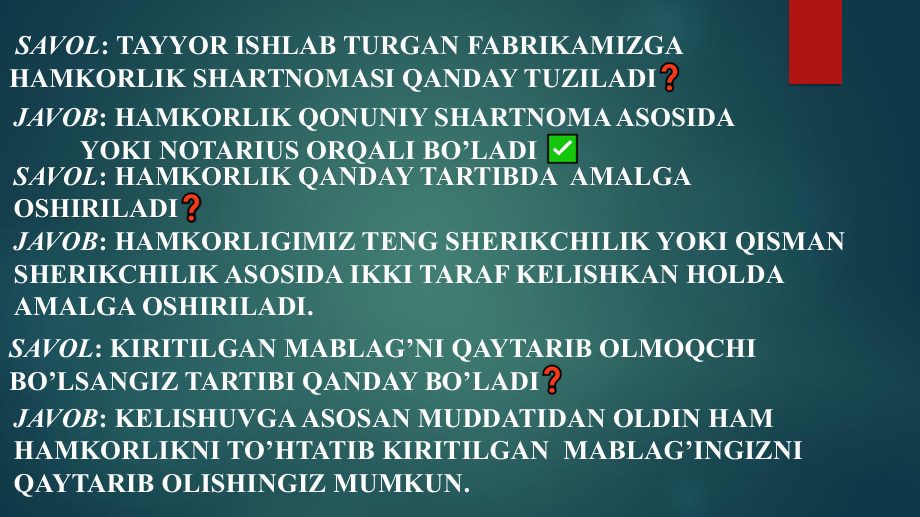 SAVOL: TAYYOR ISHLAB TURGAN FABRIKAMIZGA
HAMKORLIK SHARTNOMASI QANDAY TUZILADI❓
JAVOB: HAMKORLIK QONUNIY SHARTNOMA ASOSIDA
YOKI NOTARIUS ORQALI BO’LADI ✅
SAVOL: HAMKORLIK QANDAY TARTIBDA AMALGA
OSHIRILADI❓
JAVOB: HAMKORLIGIMIZ TENG SHERIKCHILIK YOKI QISMAN
SHERIKCHILIK ASOSIDA IKKI TARAF KELISHKAN HOLDA
AMALGA OSHIRILADI.
SAVOL: KIRITILGAN MABLAG’NI QAYTARIB OLMOQCHI
BO’LSANGIZ TARTIBI QANDAY BO’LADI❓
JAVOB: KELISHUVGA ASOSAN MUDDATIDAN OLDIN HAM
HAMKORLIKNI TO’HTATIB KIRITILGAN MABLAG’INGIZNI
QAYTARIB OLISHINGIZ MUMKUN.